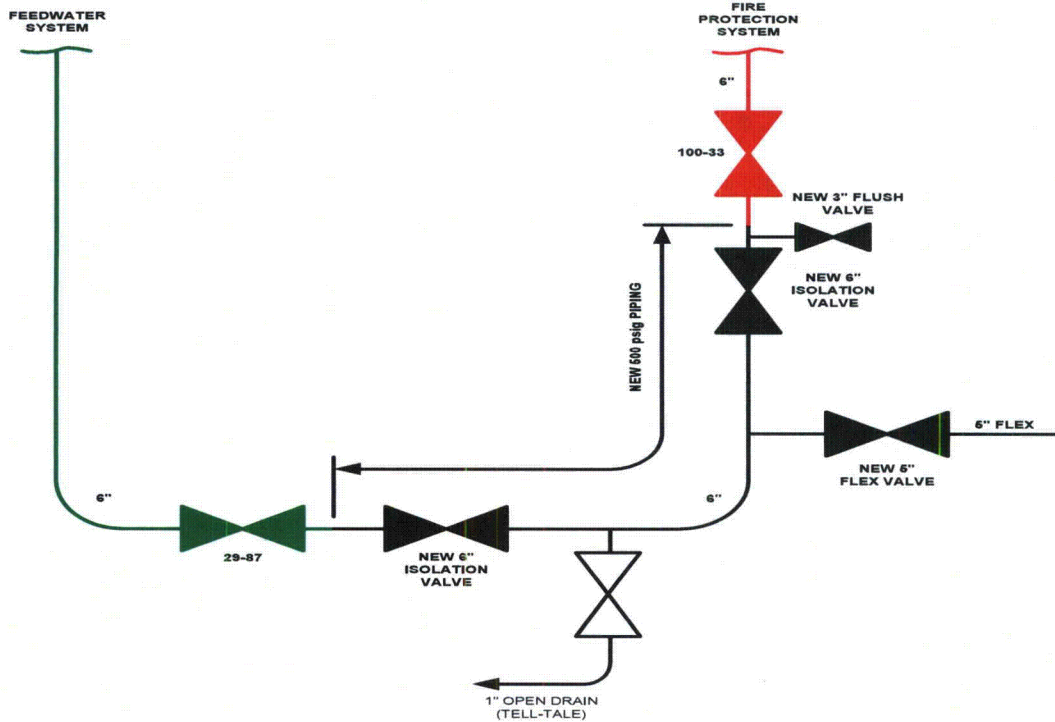 FEEDWATER
SYSTEM
FIRE
PROTECTION
SYSTEM
6"
100-33
NEW 3" FLUSH
VALVE
NEW 6"
ISOLATION
VALVE
NEW 600 psig PIPING
5" FLEX
NEW 5"
FLEX VALVE
6"
6"
29-87
NEW 6"
ISOLATION
VALVE
1" OPEN DRAIN
(TELL-TALE)